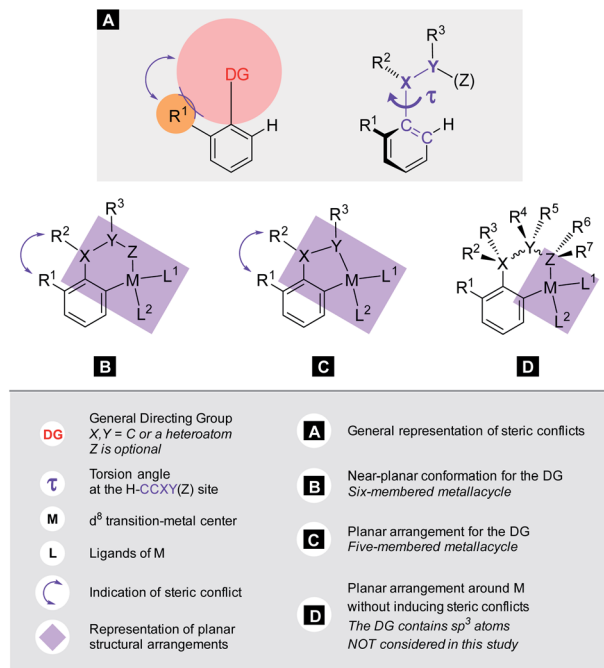 A
DG
R¹
H
R³
R²
Y
X
(Z)
τ
R¹
C
C
H
R³
R²
Y
Z
X
R¹
M
L¹
L²
B
R³
R²
Y
X
R¹
M
L¹
L²
C
R⁴
R⁵
R³
Y
R⁶
R²
X
Z
R⁷
R¹
M
L¹
L²
D
DG
General Directing Group
X,Y = C or a heteroatom
Z is optional
τ
Torsion angle
at the H-CCXY(Z) site
M
d⁸ transition-metal center
L
Ligands of M
Indication of steric conflict
Representation of planar
structural arrangements
A
General representation of steric conflicts
B
Near-planar conformation for the DG
Six-membered metallacycle
C
Planar arrangement for the DG
Five-membered metallacycle
D
Planar arrangement around M
without inducing steric conflicts
The DG contains sp³ atoms
NOT considered in this study